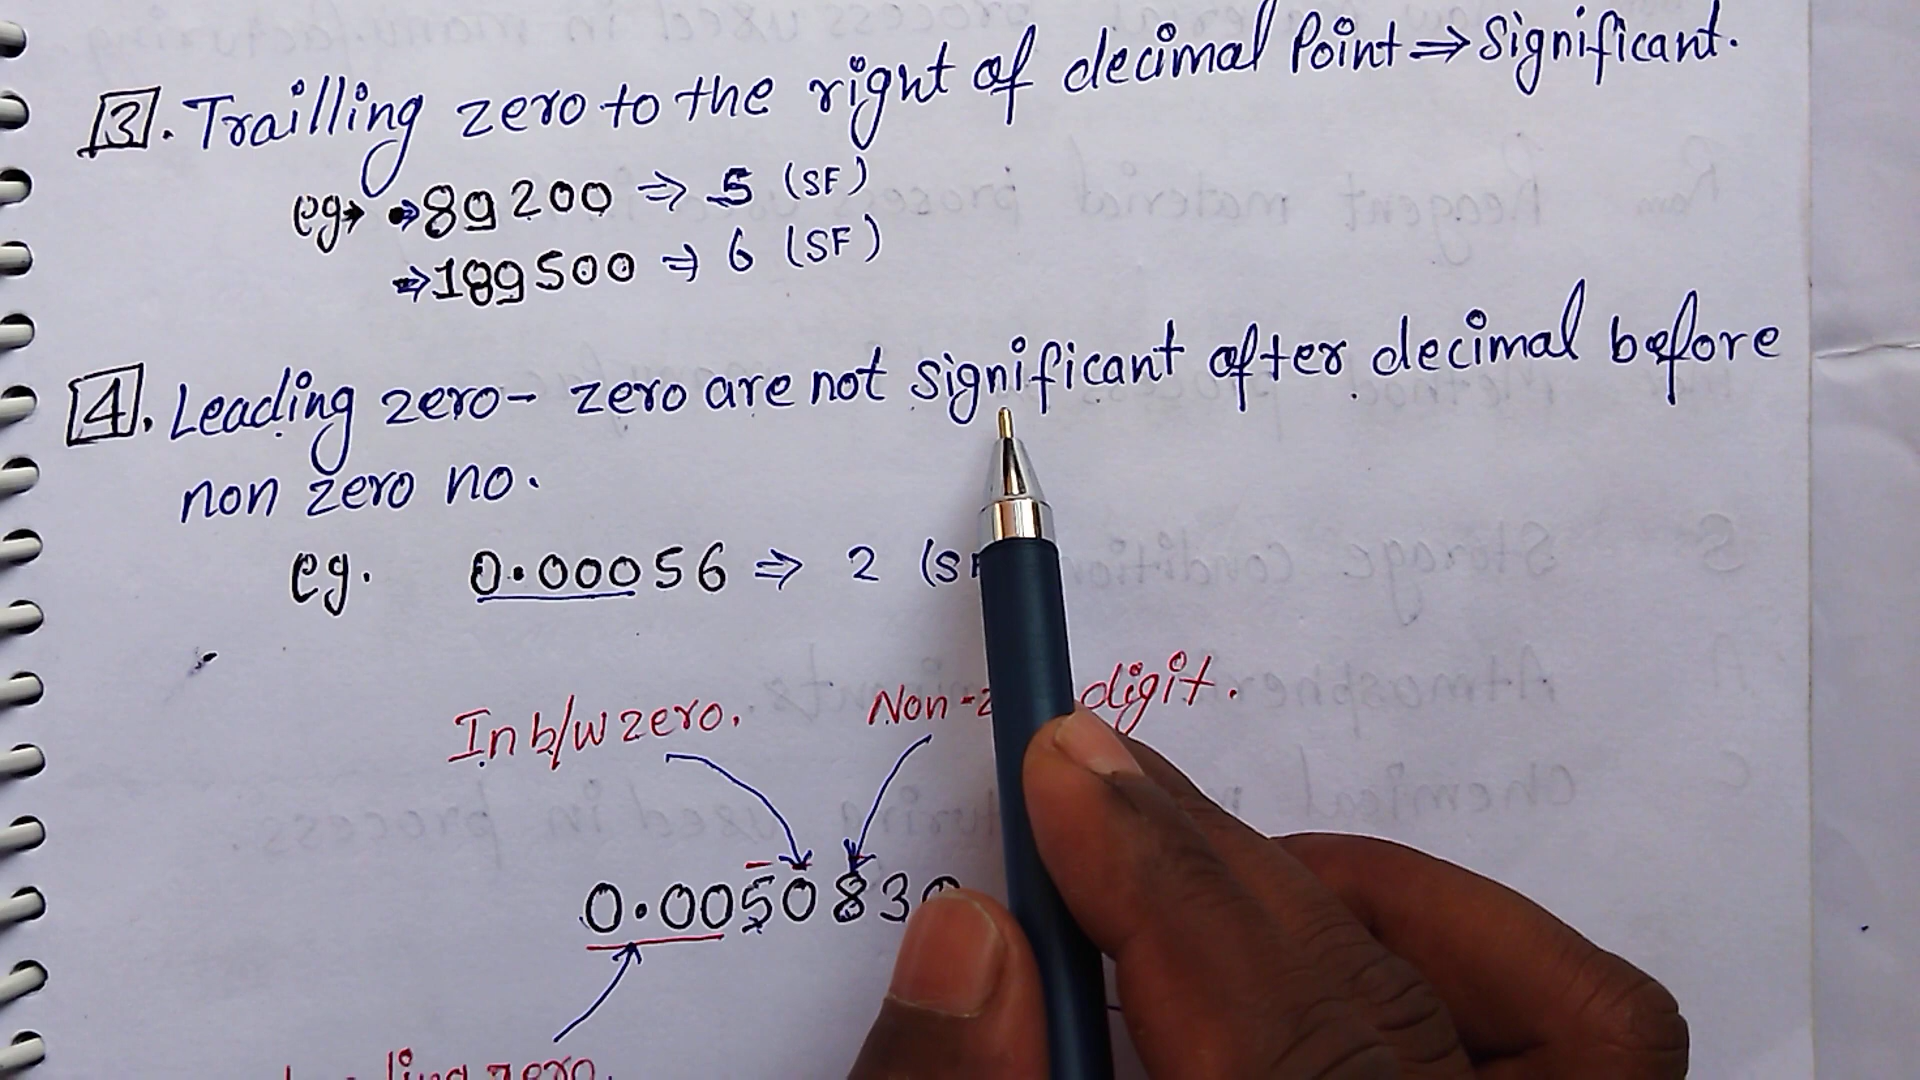 [3]. Trailling zero to the right of decimal Point ⇒ Significant.
eg→ ⇒89200 ⇒ 5 (SF)
⇒189500 ⇒ 6 (SF)
[4]. Leading zero- zero are not significant after decimal before
non zero no.
eg. 0.00056 ⇒ 2
In b/w zero. digit.
0.005083
zero.